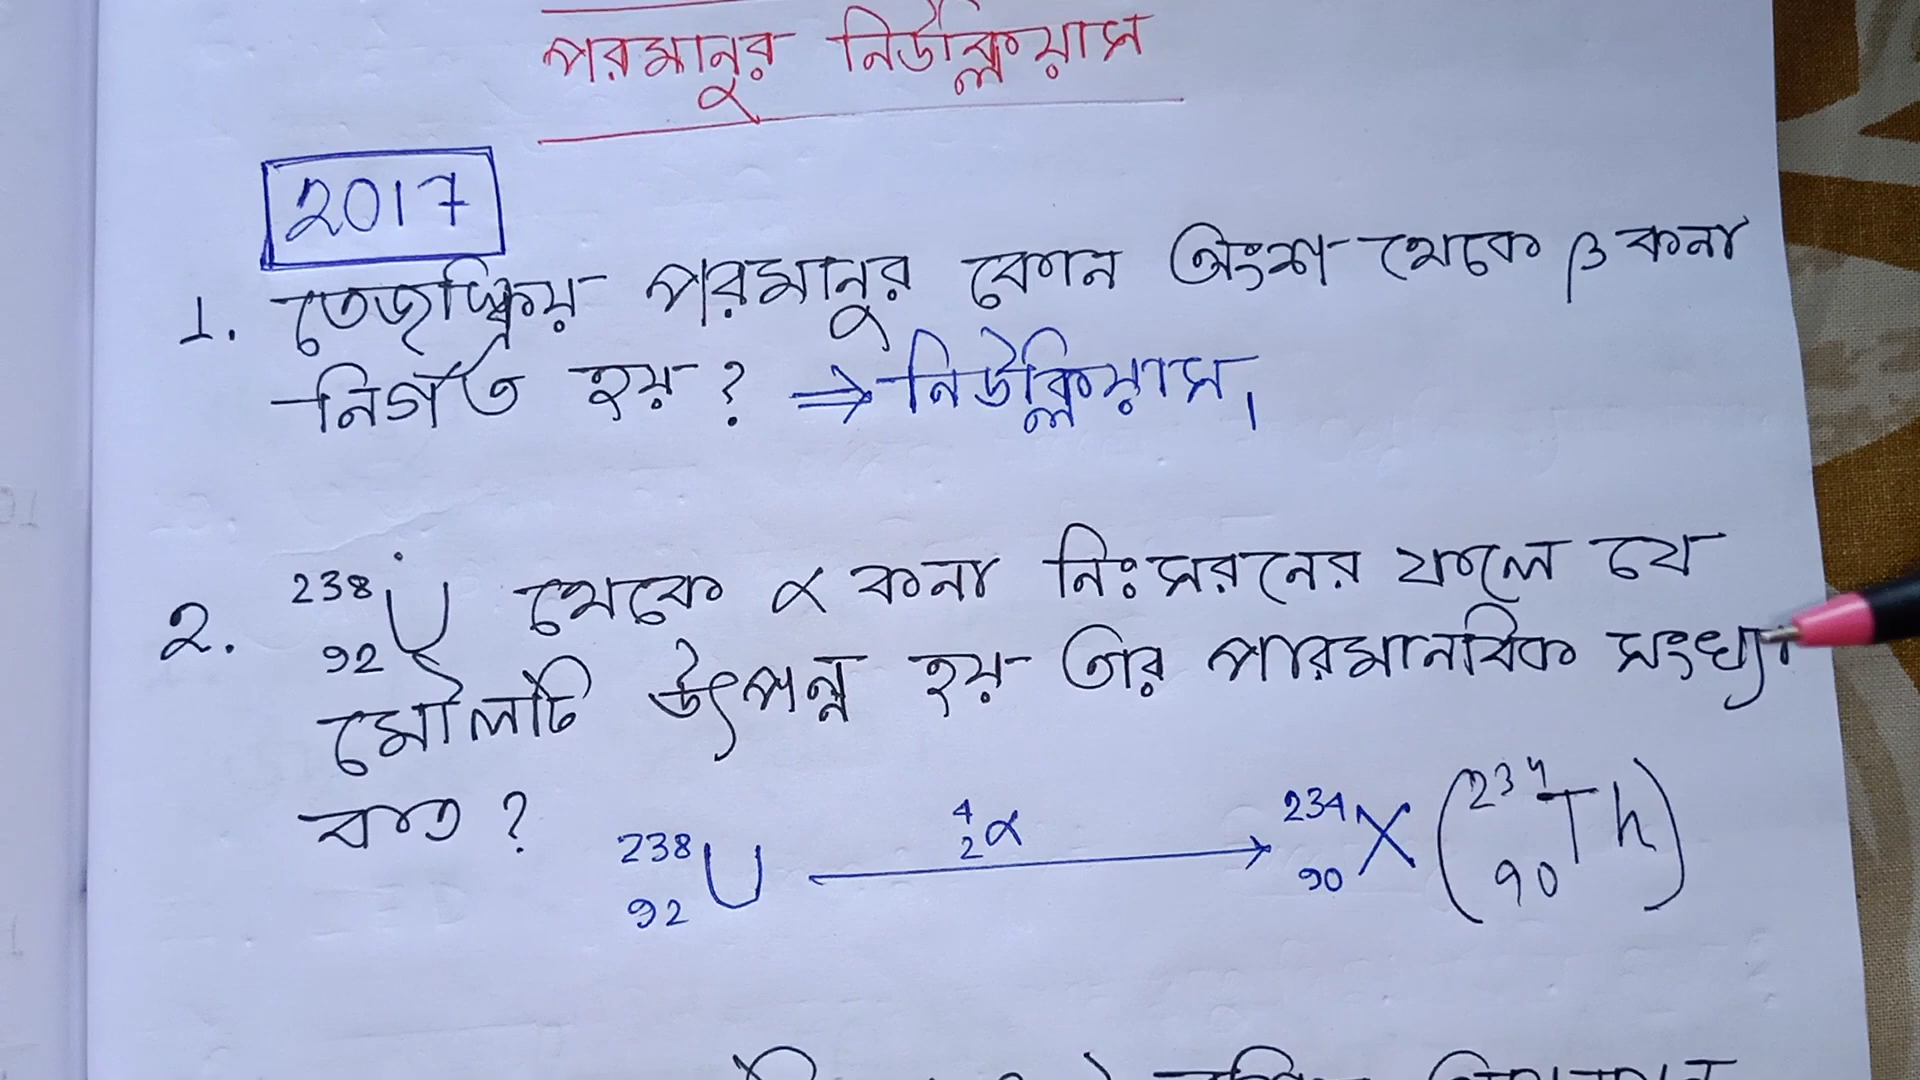 পরমানুর নিউক্লিয়াস
2017
1. তেজষ্ক্রিয় পরমানুর কোন অংশ থেকে β কনা
নির্গত হয়? ⇒ নিউক্লিয়াস।
2. ²³⁸₉₂U থেকে α কনা নিঃসরনের ফলে যে
মৌলটি উৎপন্ন হয় তার পারমানবিক সংখ্যা
কত?
²³⁸₉₂U ⁴₂α → ²³⁴₉₀X (²³⁴₉₀Th)